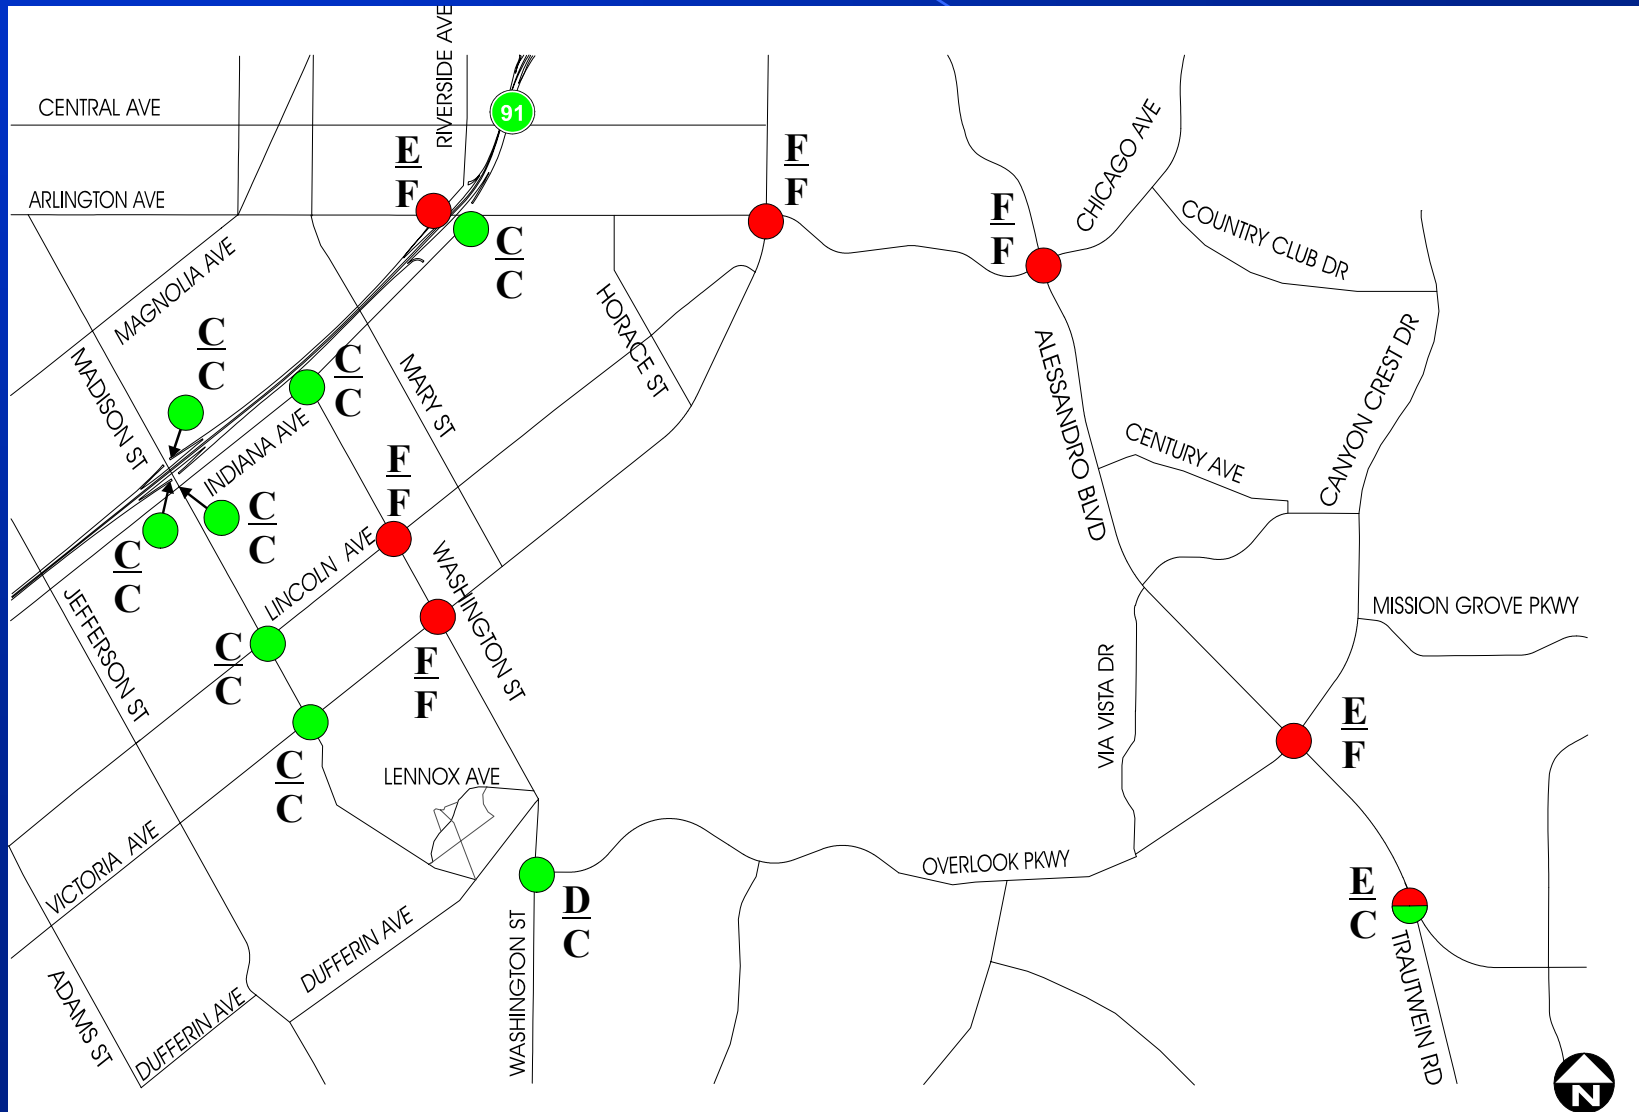 RIVERSIDE AVE
91
CENTRAL AVE
CHICAGO AVE
E
F
F
F
ARLINGTON AVE
F
F
COUNTRY CLUB DR
C
C
MAGNOLIA AVE
HORACE ST
C
C
CANYON CREST DR
ALESSANDRO BLVD
MADISON ST
C
C
MARY ST
INDIANA AVE
CENTURY AVE
F
F
C
C
C
C
LINCOLN AVE
WASHINGTON ST
JEFFERSON ST
MISSION GROVE PKWY
C
C
F
F
VIA VISTA DR
E
F
C
C
LENNOX AVE
VICTORIA AVE
OVERLOOK PKWY
E
C
D
C
DUFFERIN AVE
WASHINGTON ST
TRAUTWEIN RD
ADAMS ST
DUFFERIN AVE
N